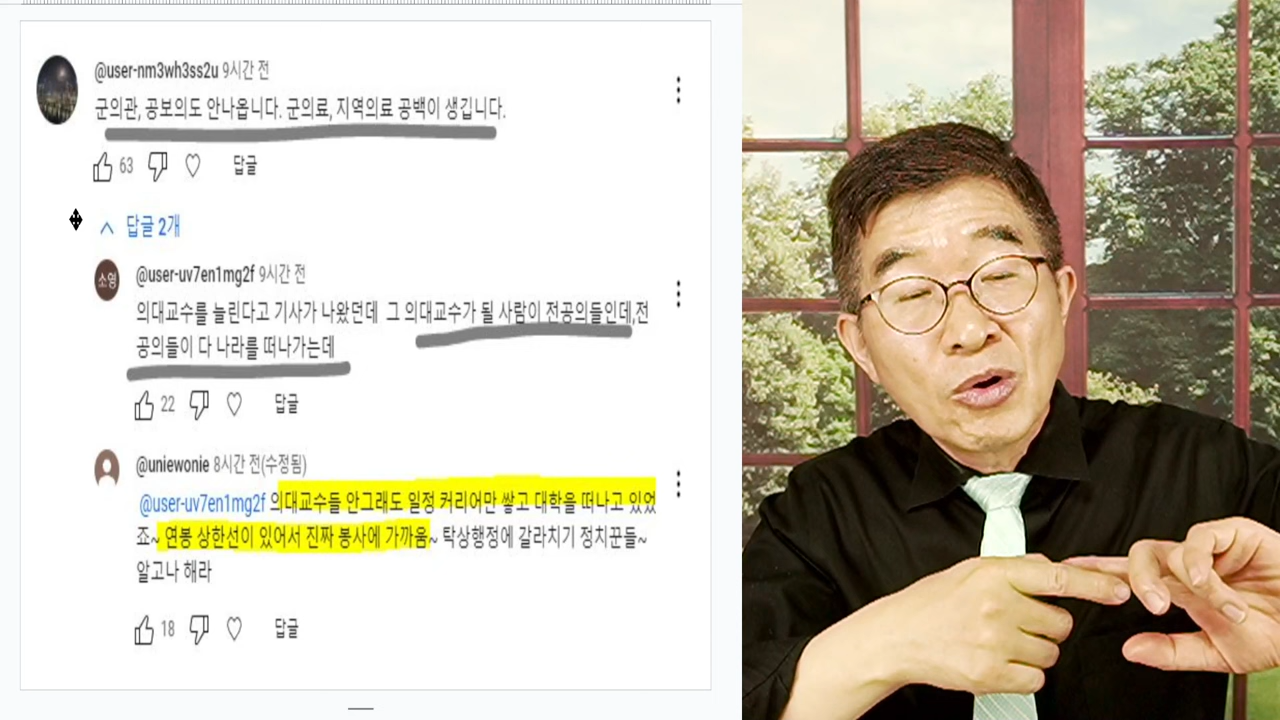 @user-nm3wh3ss2u 9시간 전
군의관, 공보의도 안나옵니다. 군의료, 지역의료 공백이 생깁니다.
63 답글
답글 2개
소영
@user-uv7en1mg2f 9시간 전
의대교수를 늘린다고 기사가 나왔던데 그 의대교수가 될 사람이 전공의들인데,전
공의들이 다 나라를 떠나가는데
22 답글
@uniewonie 8시간 전(수정됨)
@user-uv7en1mg2f 의대교수들 안그래도 일정 커리어만 쌓고 대학을 떠나고 있었
죠~ 연봉 상한선이 있어서 진짜 봉사에 가까움~ 탁상행정에 갈라치기 정치꾼들~
알고나 해라
18 답글